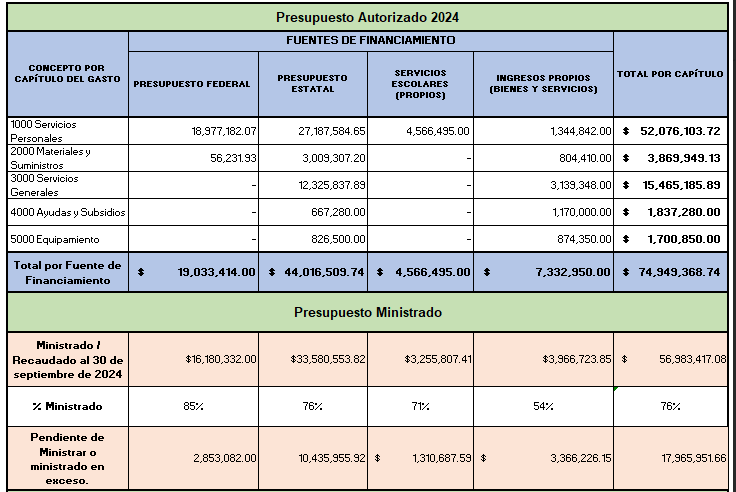 Presupuesto Autorizado 2024
CONCEPTO POR CAPÍTULO DEL GASTO
FUENTES DE FINANCIAMIENTO
TOTAL POR CAPÍTULO
PRESUPUESTO FEDERAL
PRESUPUESTO ESTATAL
SERVICIOS ESCOLARES (PROPIOS)
INGRESOS PROPIOS (BIENES Y SERVICIOS)
1000 Servicios Personales 18,977,182.07 27,187,584.65 4,566,495.00 1,344,842.00 $ 52,076,103.72
2000 Materiales y Suministros 56,231.93 3,009,307.20 - 804,410.00 $ 3,869,949.13
3000 Servicios Generales - 12,325,837.89 - 3,139,348.00 $ 15,465,185.89
4000 Ayudas y Subsidios - 667,280.00 - 1,170,000.00 $ 1,837,280.00
5000 Equipamiento - 826,500.00 - 874,350.00 $ 1,700,850.00
Total por Fuente de Financiamiento $ 19,033,414.00 $ 44,016,509.74 $ 4,566,495.00 $ 7,332,950.00 $ 74,949,368.74
Presupuesto Ministrado
Ministrado / Recaudado al 30 de septiembre de 2024 $16,180,332.00 $33,580,553.82 $3,255,807.41 $3,966,723.85 $ 56,983,417.08
% Ministrado 85% 76% 71% 54% 76%
Pendiente de Ministrar o ministrado en exceso. 2,853,082.00 10,435,955.92 $ 1,310,687.59 $ 3,366,226.15 17,965,951.66